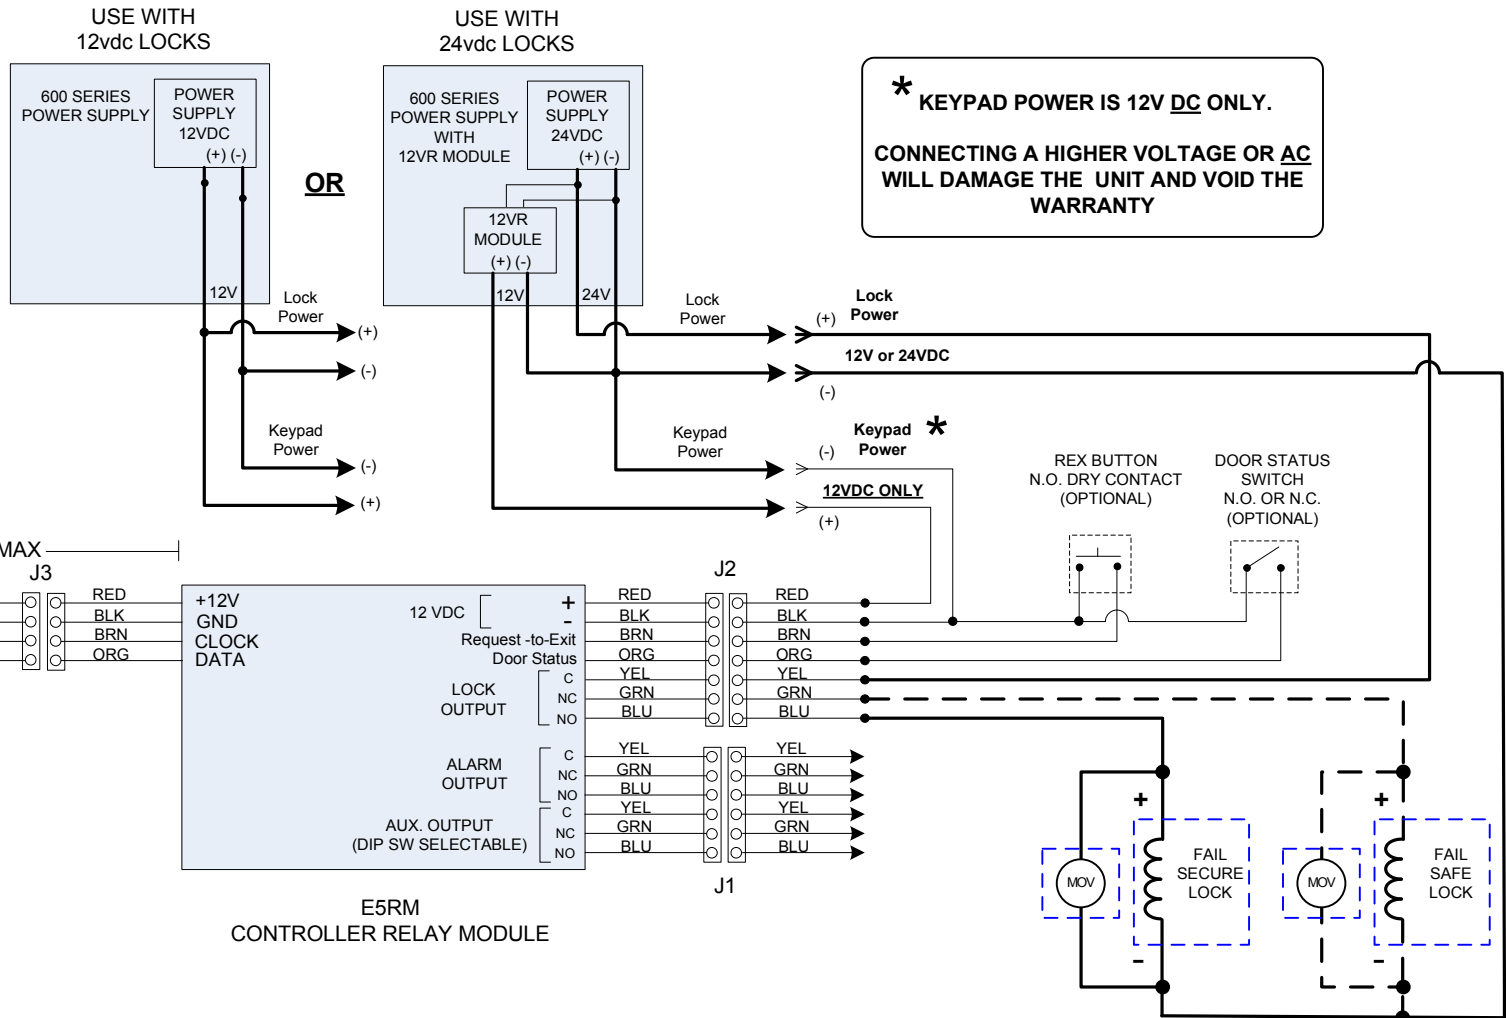 USE WITH
12vdc LOCKS
USE WITH
24vdc LOCKS
600 SERIES
POWER SUPPLY
POWER
SUPPLY
12VDC
(+) (-)
12V
OR
600 SERIES
POWER SUPPLY
WITH
12VR MODULE
POWER
SUPPLY
24VDC
(+) (-)
12VR
MODULE
(+) (-)
12V
24V
* KEYPAD POWER IS 12V DC ONLY.
CONNECTING A HIGHER VOLTAGE OR AC
WILL DAMAGE THE UNIT AND VOID THE
WARRANTY
Lock
Power
(+)
(-)
Keypad
Power
(-)
(+)
Lock
Power
(+)
Lock
Power
12V or 24VDC
(-)
Keypad
Power
(-)
Keypad
Power
*
12VDC ONLY
(+)
REX BUTTON
N.O. DRY CONTACT
(OPTIONAL)
DOOR STATUS
SWITCH
N.O. OR N.C.
(OPTIONAL)
MAX
J3
RED
BLK
BRN
ORG
+12V
GND
CLOCK
DATA
12 VDC
+
-
Request -to-Exit
Door Status
LOCK
OUTPUT
C
NC
NO
ALARM
OUTPUT
C
NC
NO
AUX. OUTPUT
(DIP SW SELECTABLE)
C
NC
NO
J2
RED
BLK
BRN
ORG
YEL
GRN
BLU
RED
BLK
BRN
ORG
YEL
GRN
BLU
YEL
GRN
BLU
YEL
GRN
BLU
YEL
GRN
BLU
YEL
GRN
BLU
J1
E5RM
CONTROLLER RELAY MODULE
+
MOV
FAIL
SECURE
LOCK
-
+
MOV
FAIL
SAFE
LOCK
-